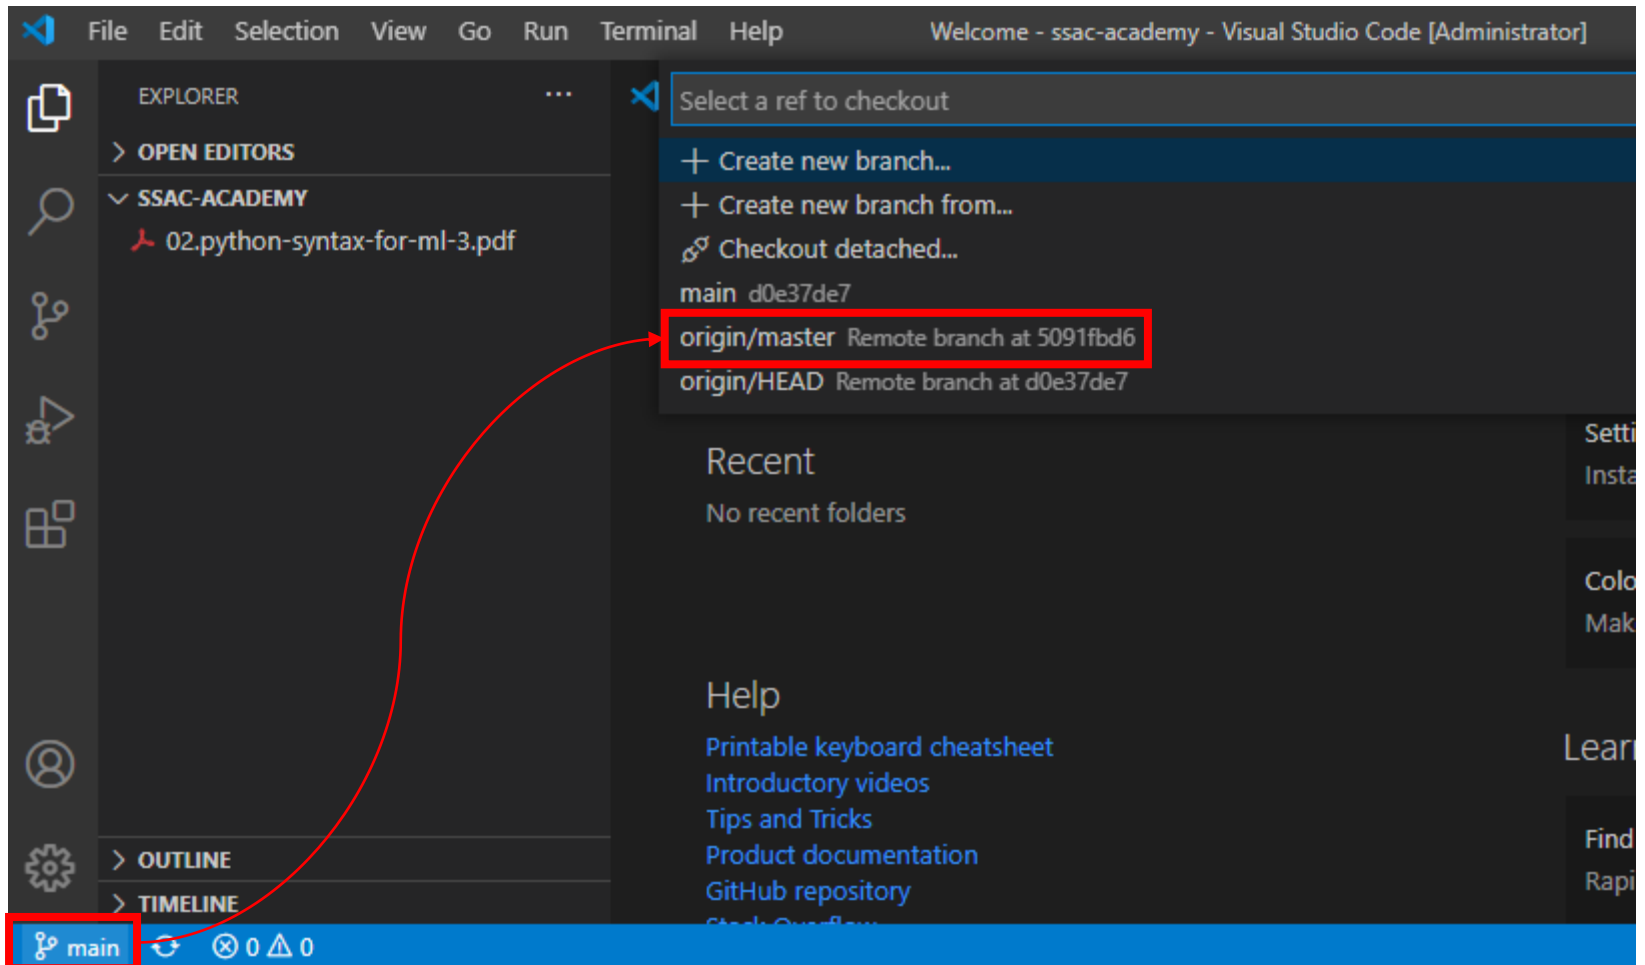 File Edit Selection View Go Run Terminal Help Welcome - ssac-academy - Visual Studio Code [Administrator]
EXPLORER ...
Select a ref to checkout
OPEN EDITORS
Create new branch...
SSAC-ACADEMY
Create new branch from...
02.python-syntax-for-ml-3.pdf
Checkout detached...
main d0e37de7
origin/master Remote branch at 5091fbd6
origin/HEAD Remote branch at d0e37de7
Setti
Recent
Insta
No recent folders
Colo
Mak
Help
Printable keyboard cheatsheet
Lear
Introductory videos
Tips and Tricks
Find
Product documentation
OUTLINE
Rapi
GitHub repository
TIMELINE
Stack Overflow
main 0 0